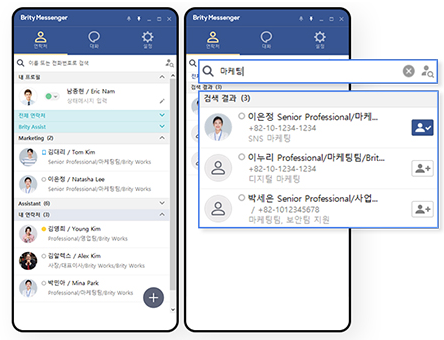 Brity Messenger
연락처
대화
설정
이름 또는 전화번호로 검색
내 프로필
남종현 / Eric Nam
상태메시지 입력
전체 연락처
Brity Assist
Marketing (2)
김대리 / Tom Kim
Senior Professional/마케팅팀/Brity Works
이은정 / Natasha Lee
Senior Professional/마케팅팀/Brity Works
Assistant (6)
내 연락처 (3)
김영희 / Young Kim
Professional/영업팀/Brity Works
김알렉스 / Alex Kim
사장/대표이사/Brity Works/Brity Works
박민아 / Mina Park
Professional/마케팅팀/Brity Works
Brity Messenger
연락처
대화
설정
마케팅
검색 결과 (3)
이은정 Senior Professional/마케...
+82-10-1234-1234
SNS 마케팅
이누리 Professional/마케팅팀/Brit...
+82-10-1234-1234
디지털 마케팅
박세은 Senior Professional/사업...
/ +82-1012345678
마케팅팀, 보안팀 지원